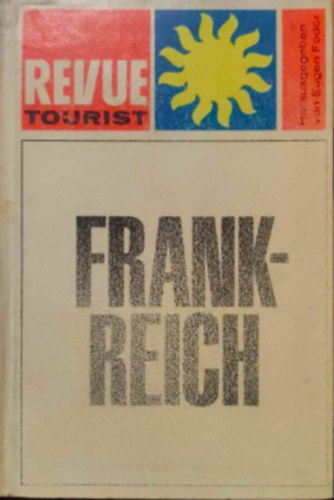 REVUE
TOURIST
Herausgegeben
von Eugen Fodor
FRANK-
REICH